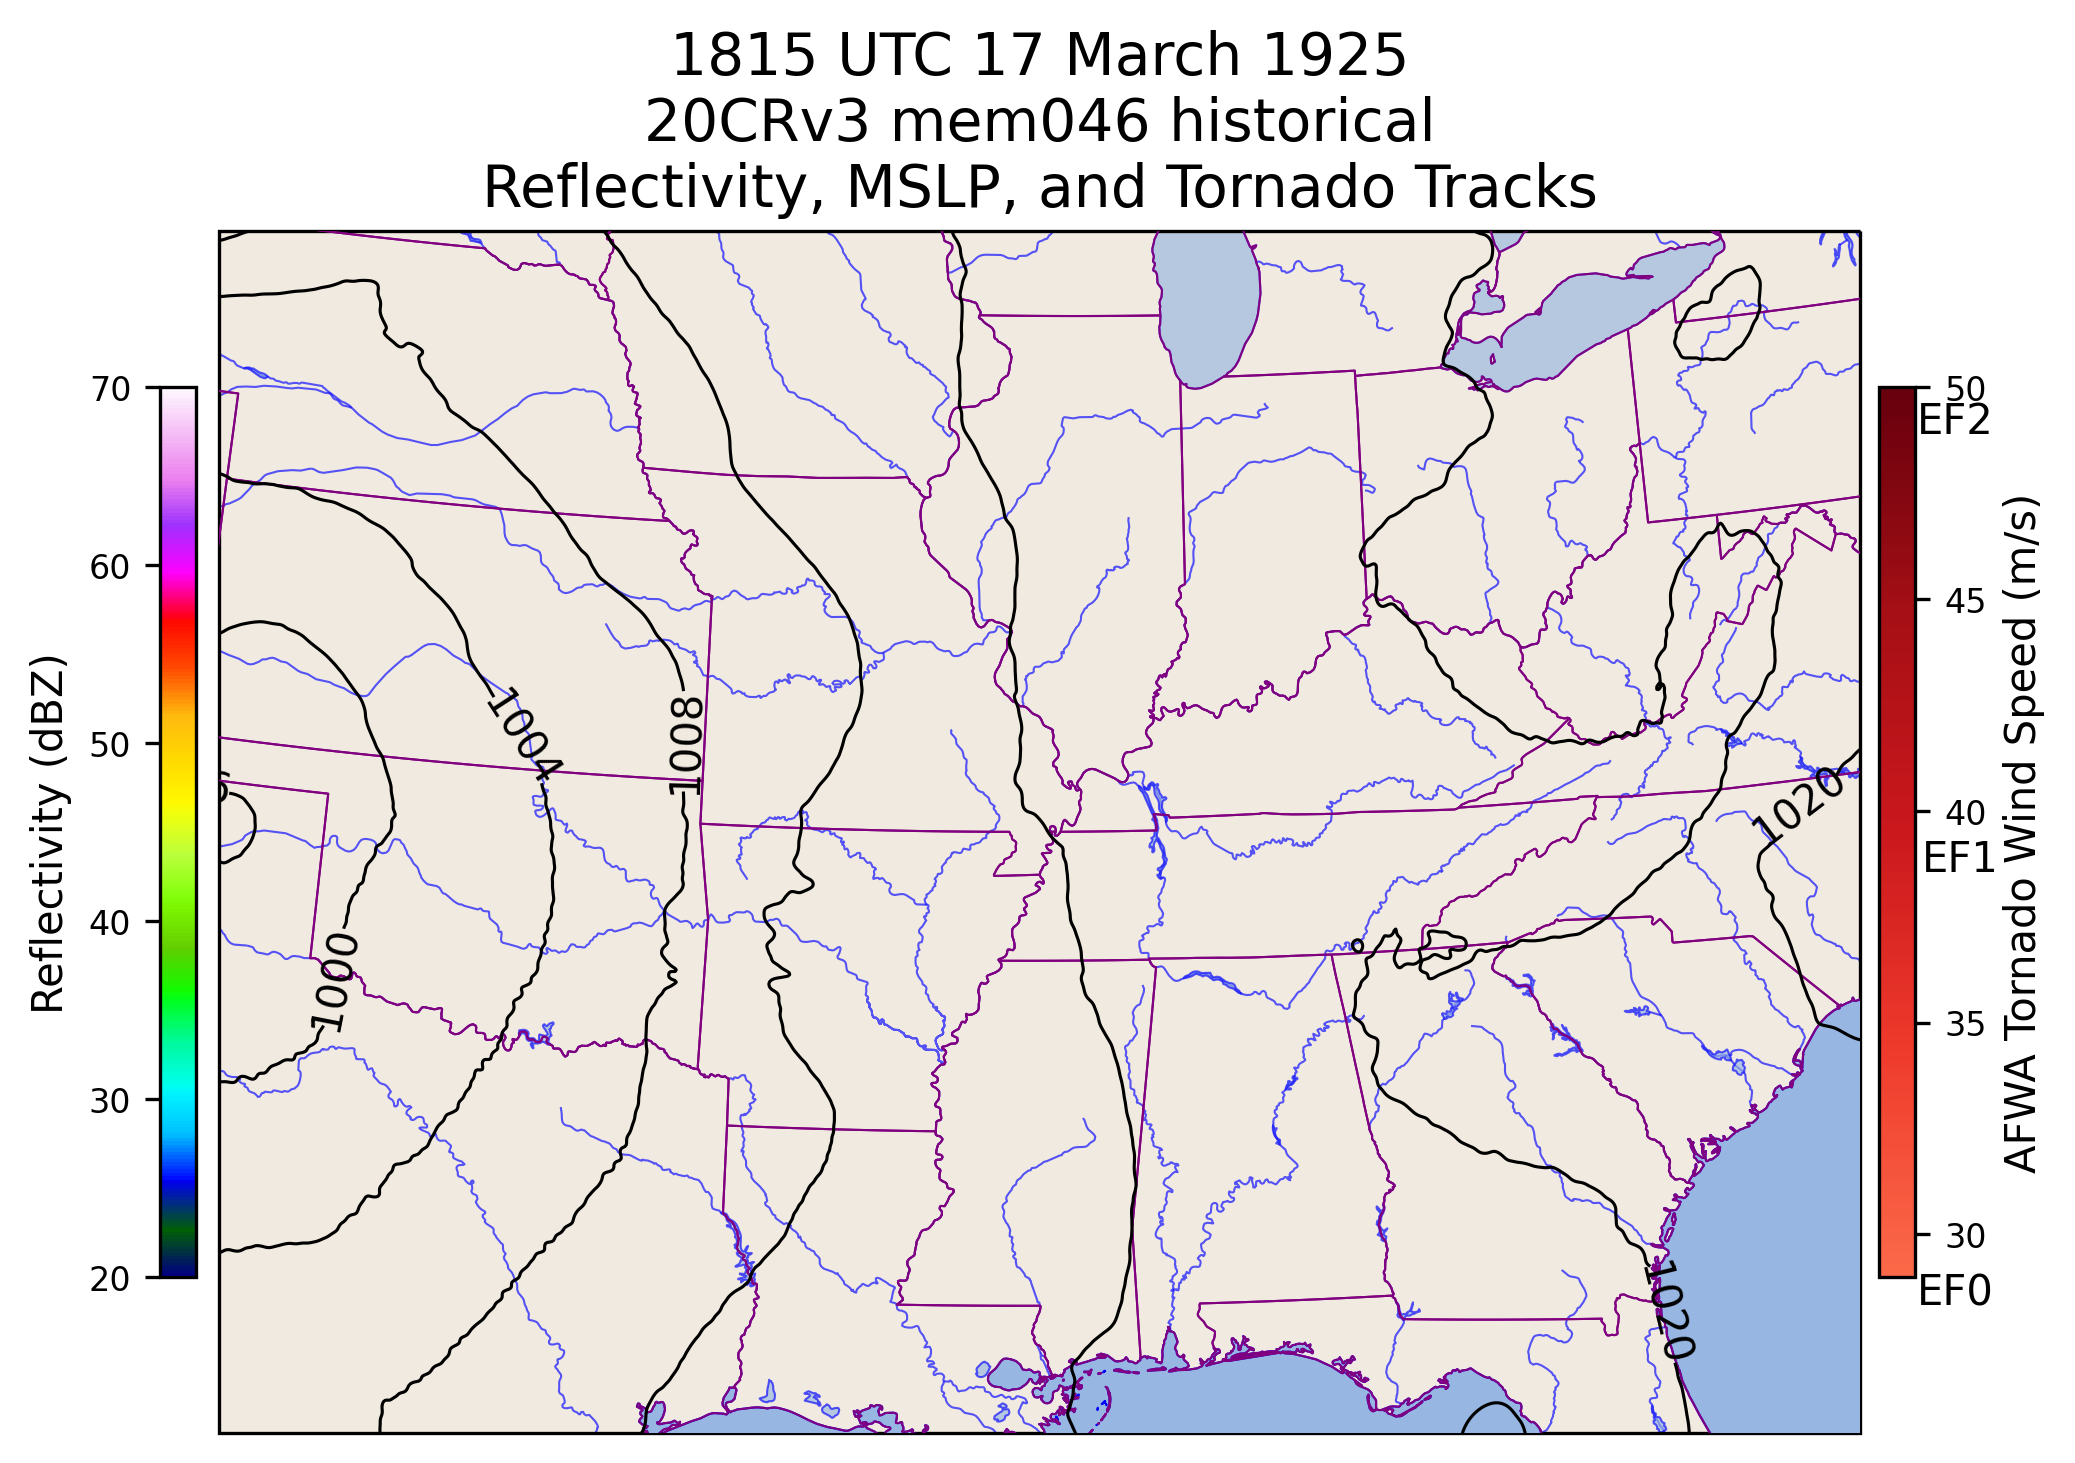 1815 UTC 17 March 1925
20CRv3 mem046 historical
Reflectivity, MSLP, and Tornado Tracks
70
60
50
40
30
20
Reflectivity (dBZ)
1004
1008
1000
1020
1020
50
EF2
45
40
EF1
35
30
EF0
AFWA Tornado Wind Speed (m/s)